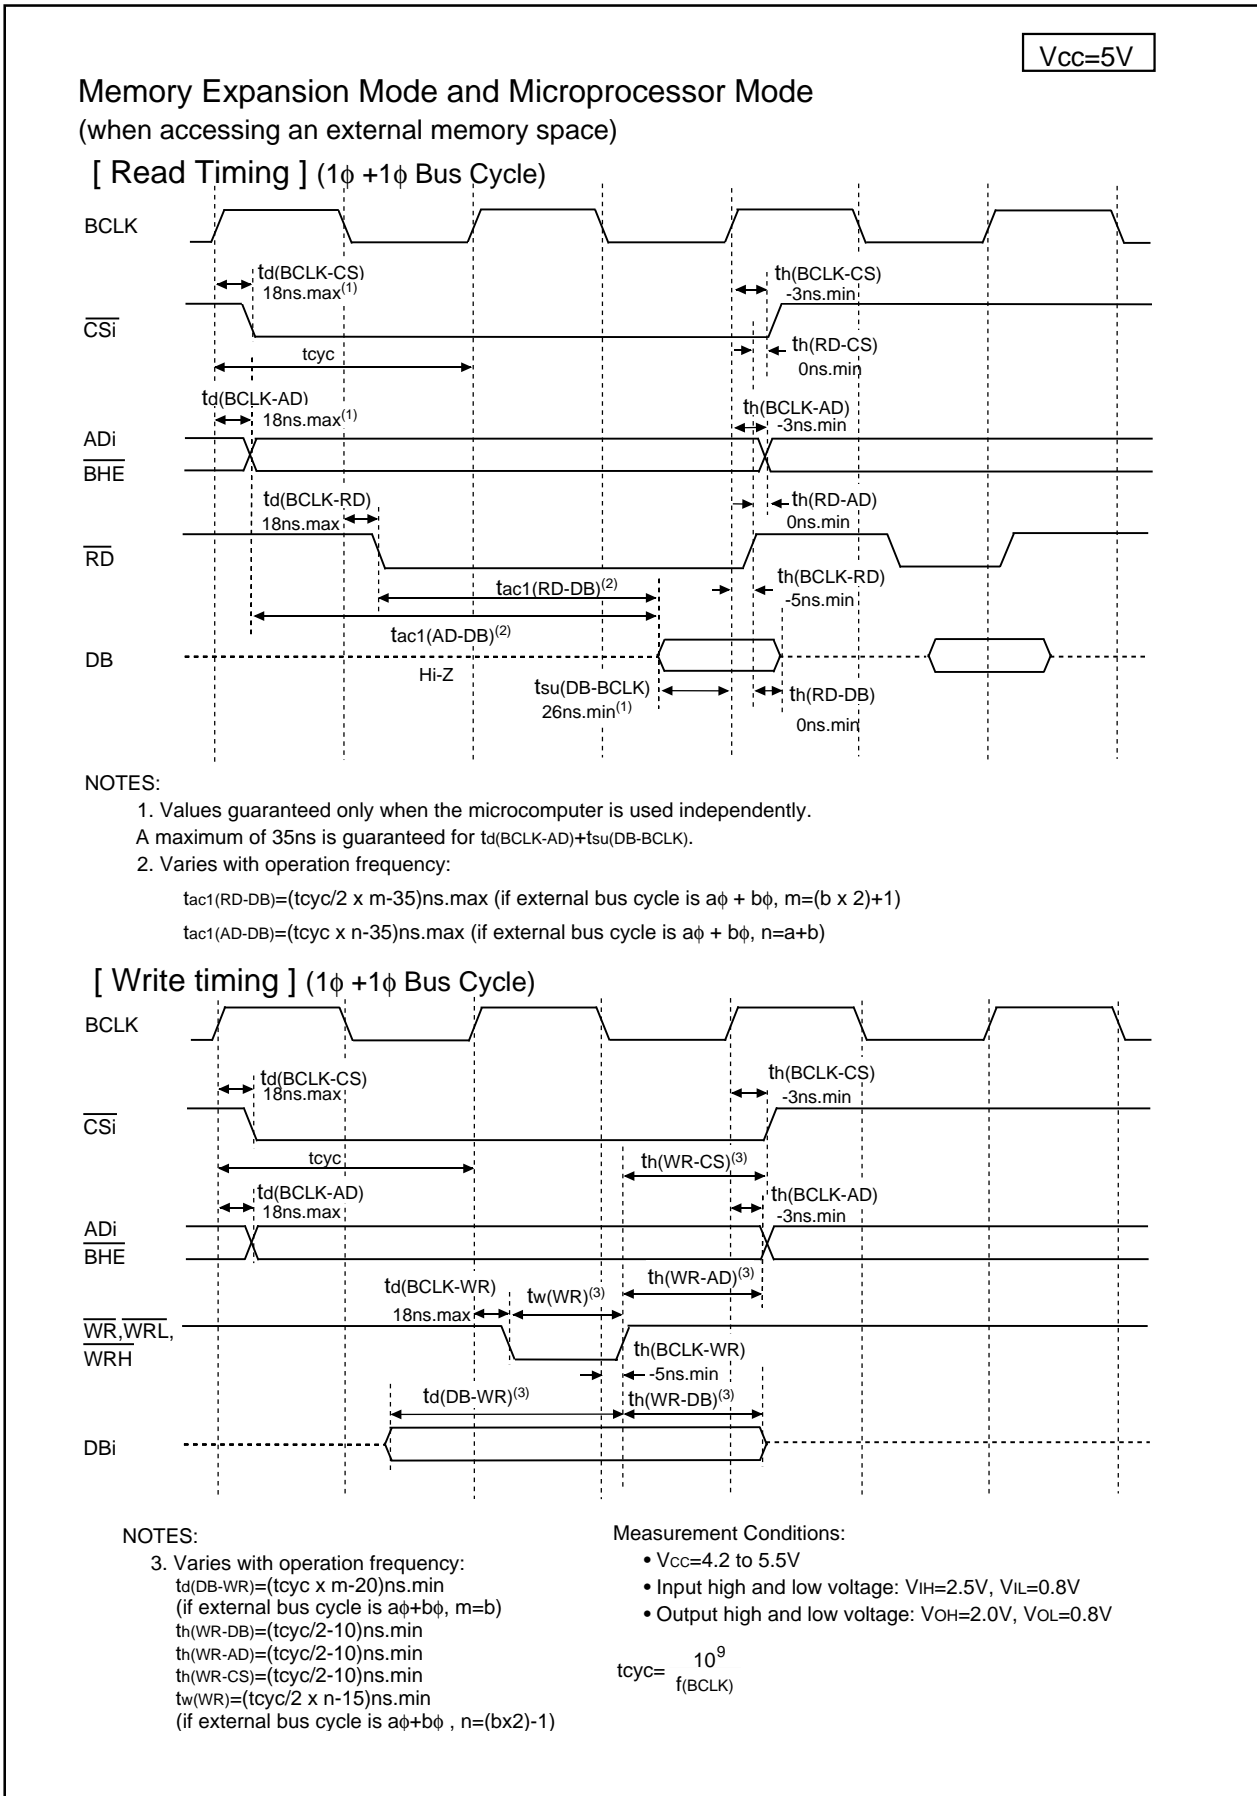 Vcc=5V
Memory Expansion Mode and Microprocessor Mode
(when accessing an external memory space)
[ Read Timing ] (1ϕ +1ϕ Bus Cycle)
BCLK
td(BCLK-CS)
18ns.max(1)
th(BCLK-CS)
-3ns.min
CSi
th(RD-CS)
0ns.min
tcyc
td(BCLK-AD)
18ns.max(1)
th(BCLK-AD)
-3ns.min
ADi
BHE
td(BCLK-RD)
18ns.max
th(RD-AD)
0ns.min
RD
tac1(RD-DB)(2)
th(BCLK-RD)
-5ns.min
tac1(AD-DB)(2)
DB
Hi-Z
tsu(DB-BCLK)
26ns.min(1)
th(RD-DB)
0ns.min
NOTES:
1. Values guaranteed only when the microcomputer is used independently.
A maximum of 35ns is guaranteed for td(BCLK-AD)+tsu(DB-BCLK).
2. Varies with operation frequency:
tac1(RD-DB)=(tcyc/2 x m-35)ns.max (if external bus cycle is aϕ + bϕ, m=(b x 2)+1)
tac1(AD-DB)=(tcyc x n-35)ns.max (if external bus cycle is aϕ + bϕ, n=a+b)
[ Write timing ] (1ϕ +1ϕ Bus Cycle)
BCLK
td(BCLK-CS)
18ns.max
th(BCLK-CS)
-3ns.min
CSi
tcyc
th(WR-CS)(3)
td(BCLK-AD)
18ns.max
th(BCLK-AD)
-3ns.min
ADi
BHE
td(BCLK-WR)
18ns.max
tw(WR)(3)
th(WR-AD)(3)
WR,WRL,
WRH
th(BCLK-WR)
-5ns.min
td(DB-WR)(3)
th(WR-DB)(3)
DBi
NOTES:
3. Varies with operation frequency:
td(DB-WR)=(tcyc x m-20)ns.min
(if external bus cycle is aϕ+bϕ, m=b)
th(WR-DB)=(tcyc/2-10)ns.min
th(WR-AD)=(tcyc/2-10)ns.min
th(WR-CS)=(tcyc/2-10)ns.min
tw(WR)=(tcyc/2 x n-15)ns.min
(if external bus cycle is aϕ+bϕ , n=(bx2)-1)
Measurement Conditions:
• VCC=4.2 to 5.5V
• Input high and low voltage: VIH=2.5V, VIL=0.8V
• Output high and low voltage: VOH=2.0V, VOL=0.8V
tcyc= 10^9
f(BCLK)